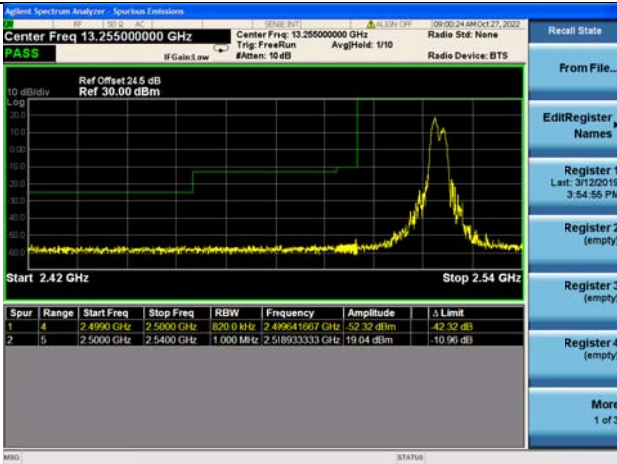 Agilent Spectrum Analyzer - Spurious Emissions
RF 50 Ω AC SENSE:INT ALIGN OFF 09:00:24 AM Oct 27, 2022
Center Freq 13.255000000 GHz
Center Freq: 13.255000000 GHz
Radio Std: None
Trig: FreeRun Avg|Hold: 1/10
PASS IFGain:Low #Atten: 10 dB Radio Device: BTS
Ref Offset 24.5 dB
10 dB/div Ref 30.00 dBm
Log
20.0
10.0
0.00
10.0
20.0
30.0
40.0
50.0
60.0
Start 2.42 GHz Stop 2.54 GHz
Spur Range Start Freq Stop Freq RBW Frequency Amplitude Δ Limit
1 4 2.4990 GHz 2.5000 GHz 820.0 kHz 2.499641667 GHz -52.32 dBm -42.32 dB
2 5 2.5000 GHz 2.5400 GHz 1.000 MHz 2.518933333 GHz 19.04 dBm -10.96 dB
MSG STATUS
Recall State
From File...
EditRegister
Names
Register 1
Last: 3/12/2019
3:54:55 PM
Register 2
(empty)
Register 3
(empty)
Register 4
(empty)
More
1 of 3